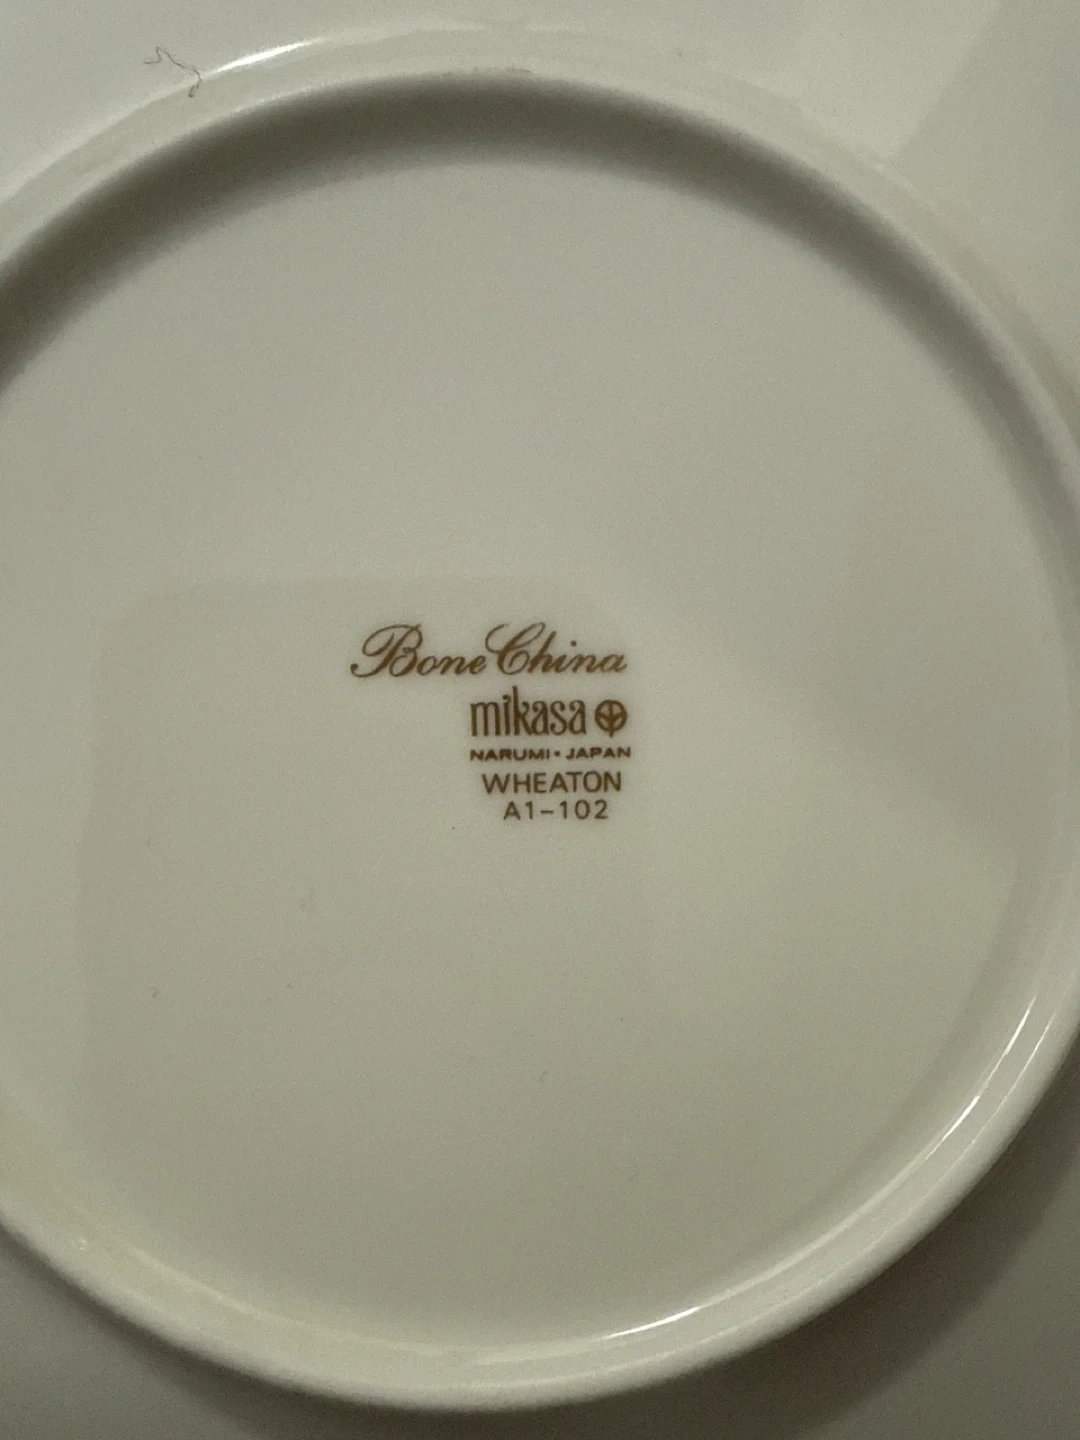 Bone China
mikasa
NARUMI • JAPAN
WHEATON
A1-102